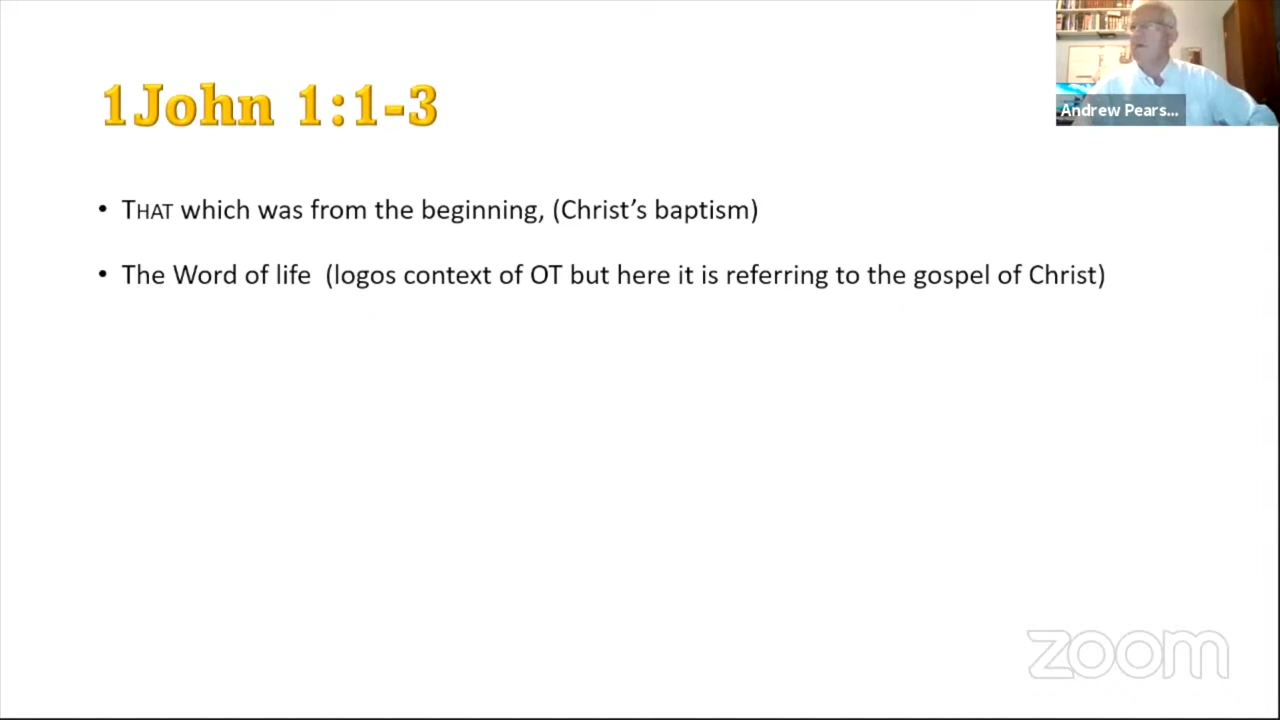 1John 1:1-3
Andrew Pears...
• THAT which was from the beginning, (Christ’s baptism)
• The Word of life (logos context of OT but here it is referring to the gospel of Christ)
zoom